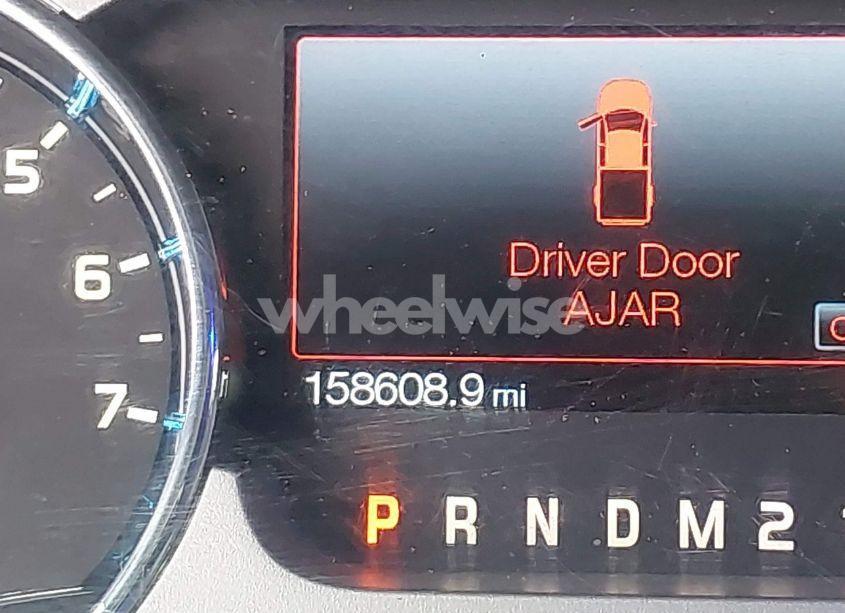 5
6
7
Driver Door
AJAR
wheelwise
158608.9 mi
P R N D M 2